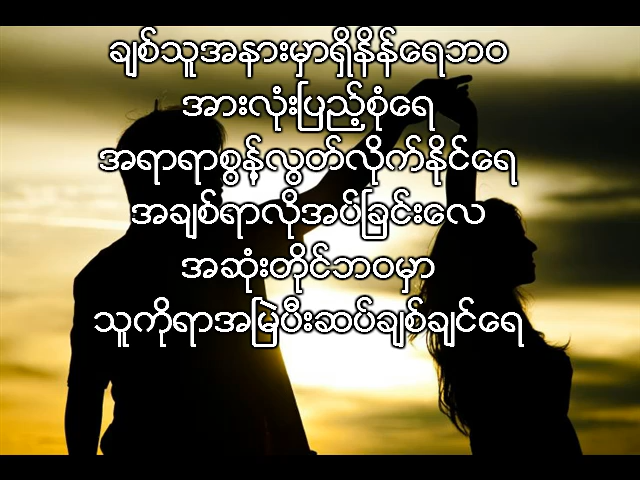 ချစ်သူအနားမှာရှိနိန်ရေဘဝ
အားလုံးပြည့်စုံရေ
အရာရာစွန့်လွှတ်လိုက်နိုင်ရေ
အချစ်ရာလိုအပ်ခြင်းလေ
အဆုံးတိုင်ဘဝမှာ
သူကိုရာအမြဲပီးဆပ်ချစ်ချင်ရေ